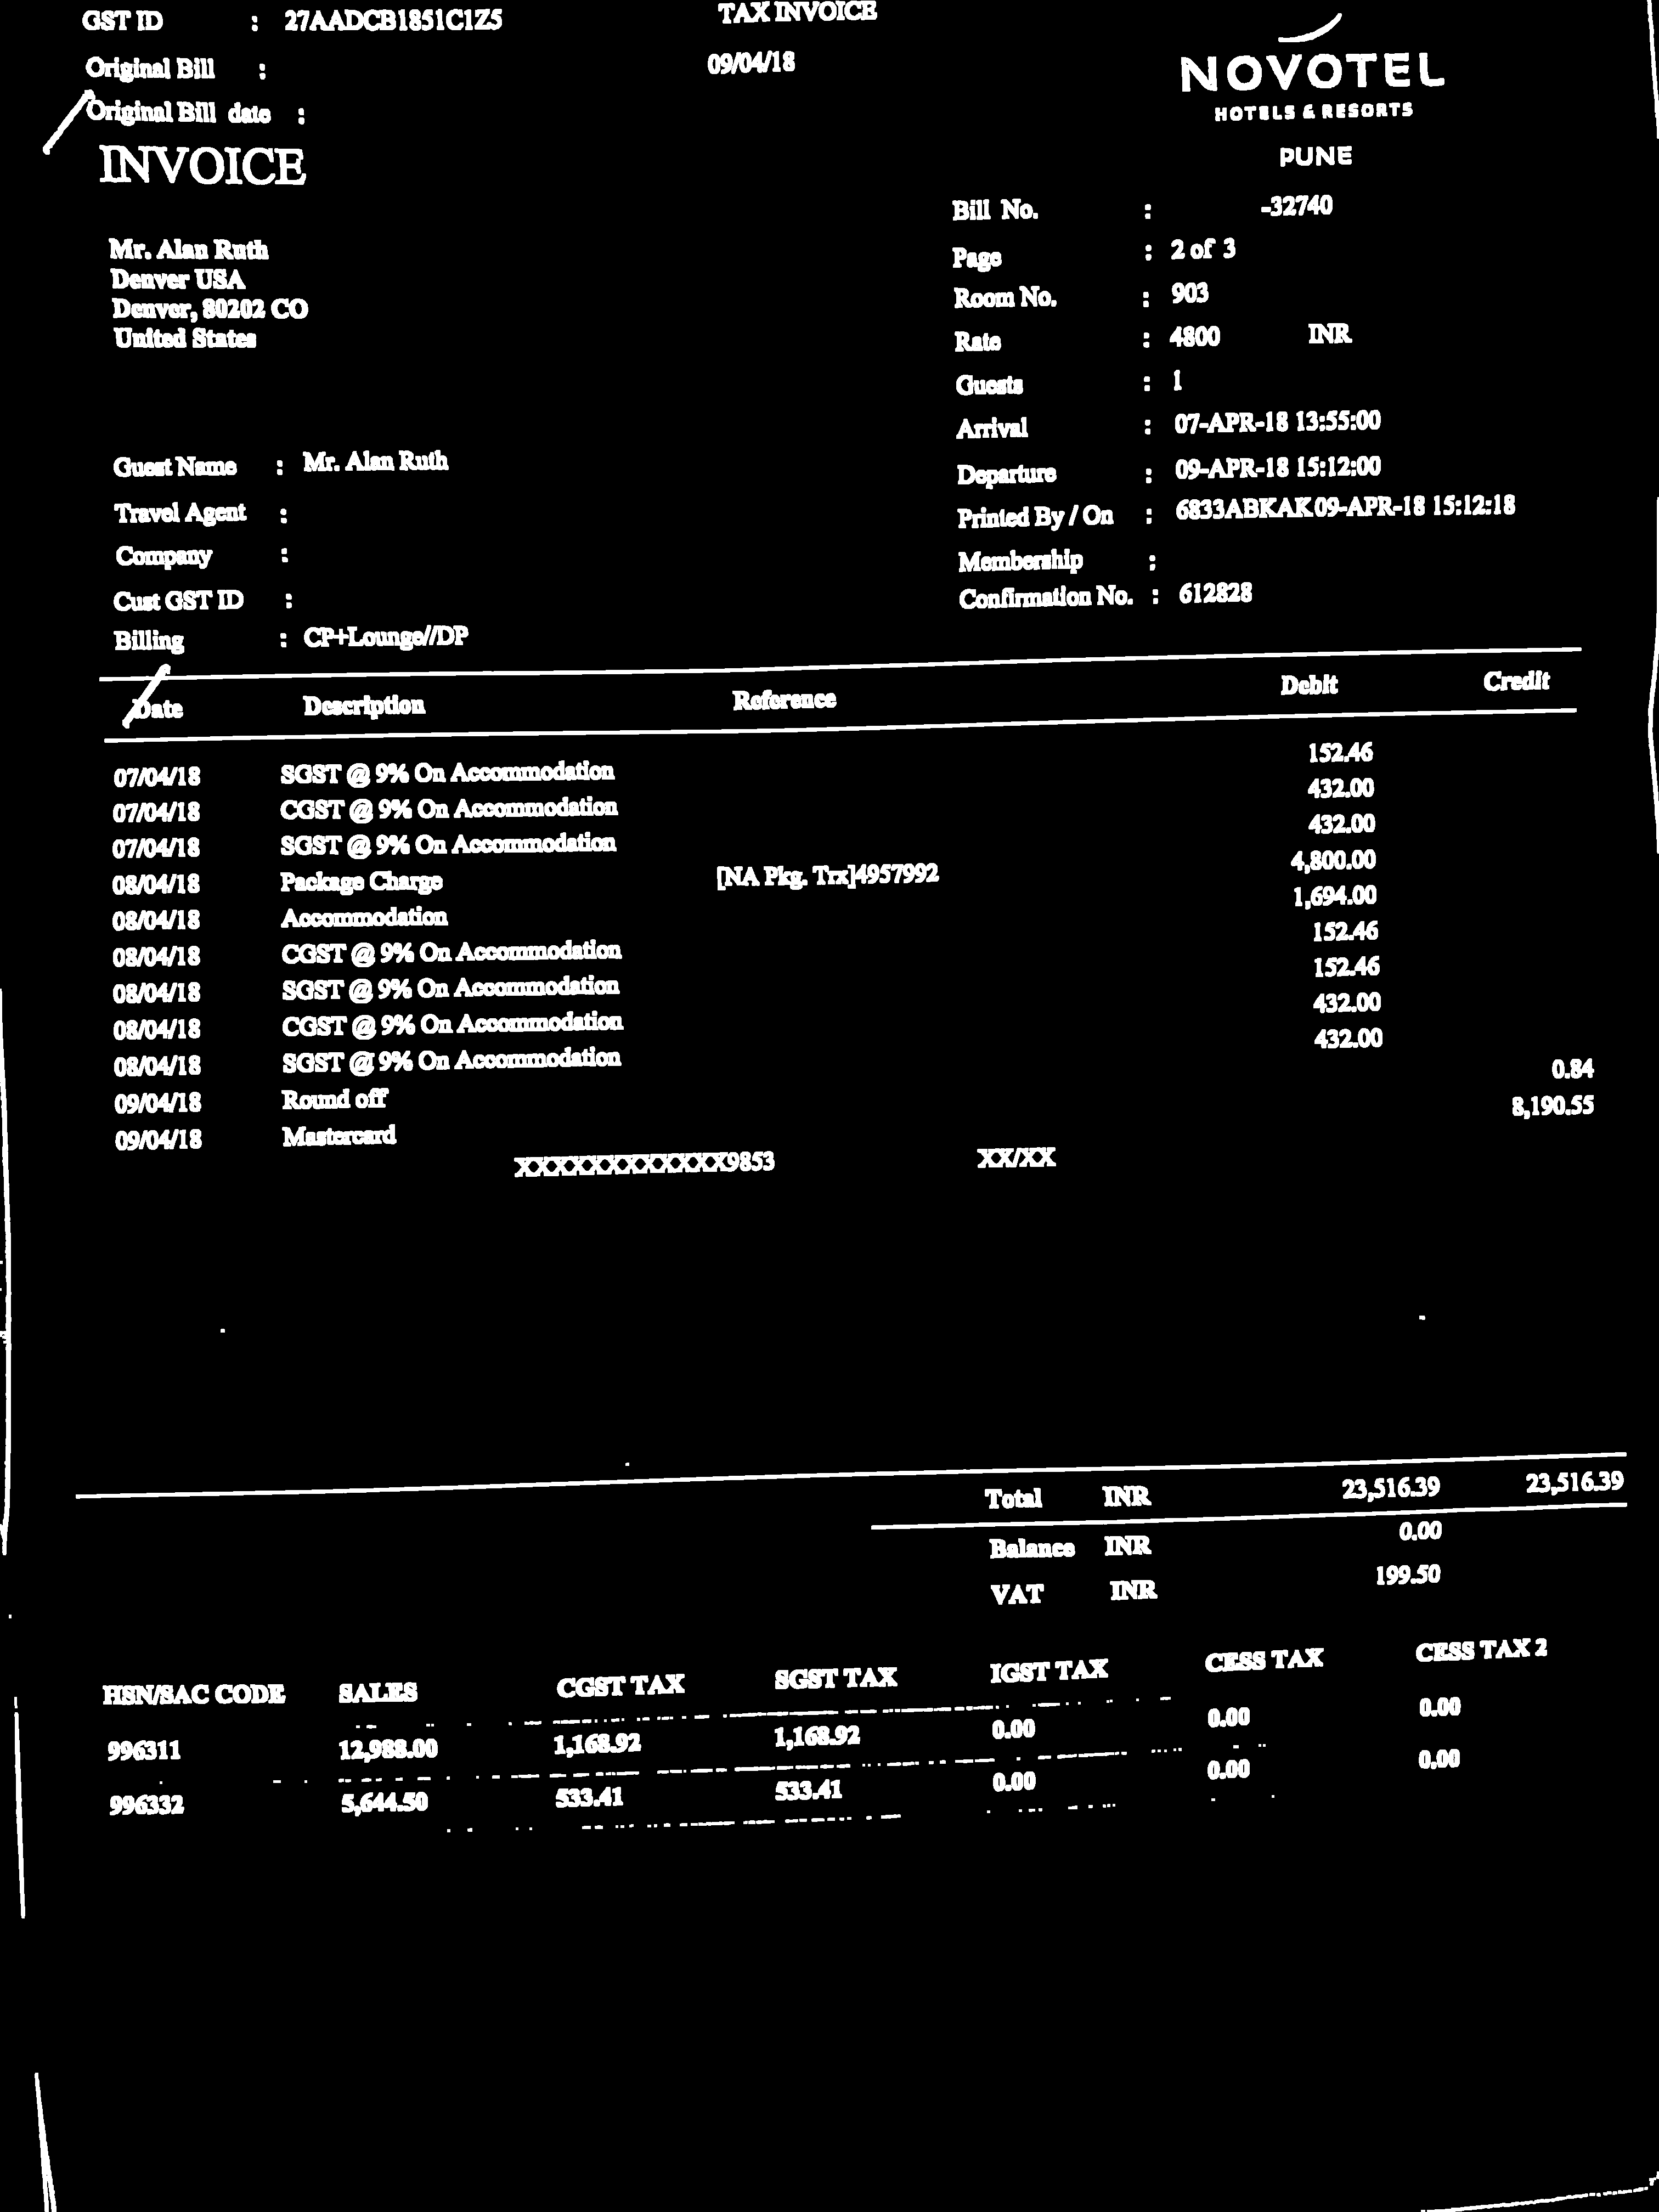 GST ID : 27AADCB1851C1Z5 TAX INVOICE
Original Bill : 09/04/18
Original Bill date :
NOVOTEL
HOTELS & RESORTS
PUNE
INVOICE
Bill No. : -32740
Mr. Alan Ruth
Denver USA
Denver, 80202 CO
United States
Page : 2 of 3
Room No. : 903
Rate : 4800 INR
Guests : 1
Arrival : 07-APR-18 13:55:00
Guest Name : Mr. Alan Ruth
Departure : 09-APR-18 15:12:00
Travel Agent :
Printed By / On : 6833ABKAK09-APR-18 15:12:18
Company :
Membership :
Cust GST ID :
Confirmation No. : 612828
Billing : CP+Lounge//DP
Date Description Reference Debit Credit
07/04/18 SGST @ 9% On Accommodation 152.46
07/04/18 CGST @ 9% On Accommodation 432.00
07/04/18 SGST @ 9% On Accommodation 432.00
08/04/18 Package Charge [NA Pkg. Trx]4957992 4,800.00
08/04/18 Accommodation 1,694.00
08/04/18 CGST @ 9% On Accommodation 152.46
08/04/18 SGST @ 9% On Accommodation 152.46
08/04/18 CGST @ 9% On Accommodation 432.00
08/04/18 SGST @ 9% On Accommodation 432.00
09/04/18 Round off 0.84
09/04/18 Mastercard 8,190.55
XXXXXXXXXXXX9853 XX/XX
Total INR 23,516.39 23,516.39
Balance INR 0.00
VAT INR 199.50
HSN/SAC CODE SALES CGST TAX SGST TAX IGST TAX CESS TAX CESS TAX 2
996311 12,988.00 1,168.92 1,168.92 0.00 0.00 0.00
996332 5,644.50 533.41 533.41 0.00 0.00 0.00